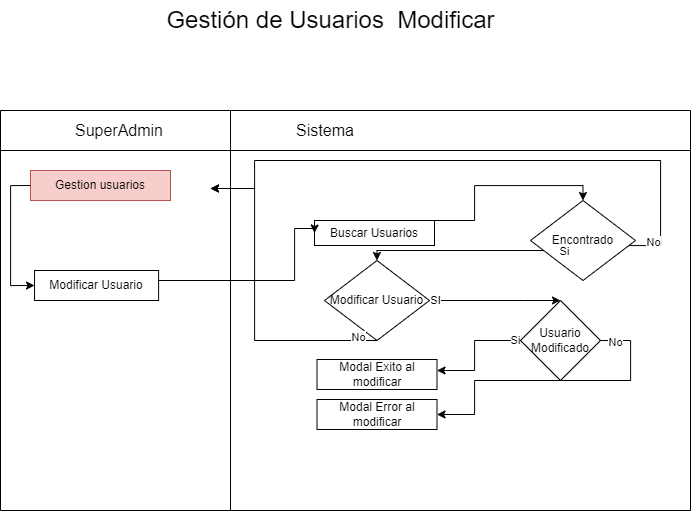 Gestión de Usuarios  Modificar
SuperAdmin
Sistema
Gestion usuarios
Buscar Usuarios
Encontrado
Si
No
Modificar Usuario
Modificar Usuario
SI
No
Usuario
Modificado
Si
No
Modal Exito al
modificar
Modal Error al
modificar